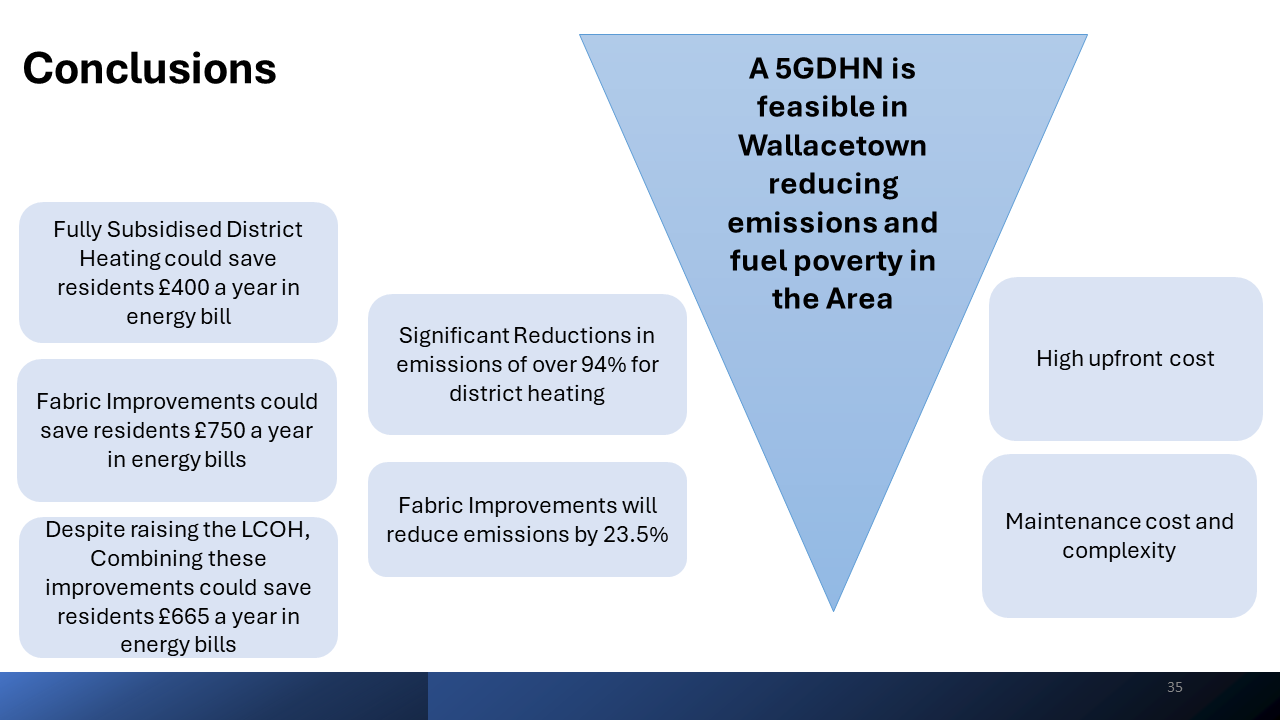 Conclusions
A 5GDHN is
feasible in
Wallacetown
reducing
emissions and
fuel poverty in
the Area
Fully Subsidised District
Heating could save
residents £400 a year in
energy bill
Fabric Improvements could
save residents £750 a year
in energy bills
Despite raising the LCOH,
Combining these
improvements could save
residents £665 a year in
energy bills
Significant Reductions in
emissions of over 94% for
district heating
Fabric Improvements will
reduce emissions by 23.5%
High upfront cost
Maintenance cost and
complexity
35